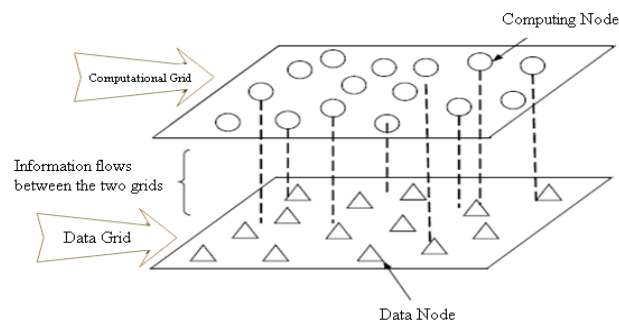 Computing Node
Computational Grid
Information flows
between the two grids
Data Grid
Data Node